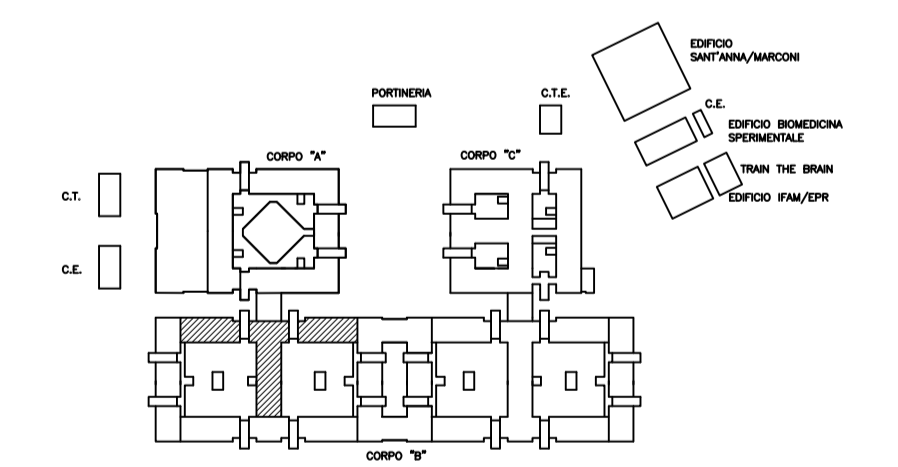 EDIFICIO
SANT'ANNA/MARCONI
PORTINERIA
C.T.E.
C.E.
EDIFICIO BIOMEDICINA
SPERIMENTALE
CORPO "A"
CORPO "C"
TRAIN THE BRAIN
C.T.
EDIFICIO IFAM/EPR
C.E.
CORPO "B"